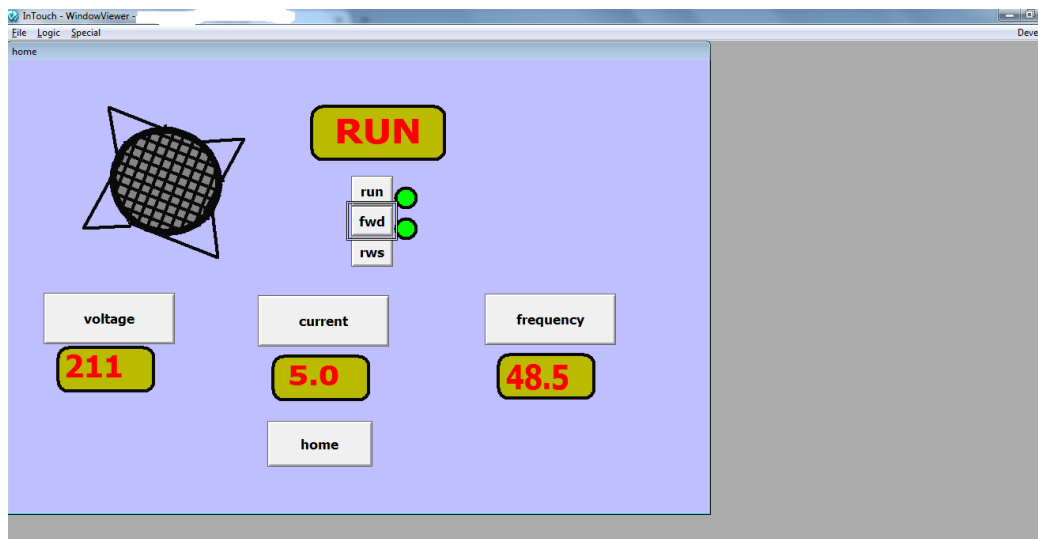 InTouch - WindowViewer -
File Logic Special
Deve
home
RUN
run
fwd
rws
voltage
current
frequency
211
5.0
48.5
home